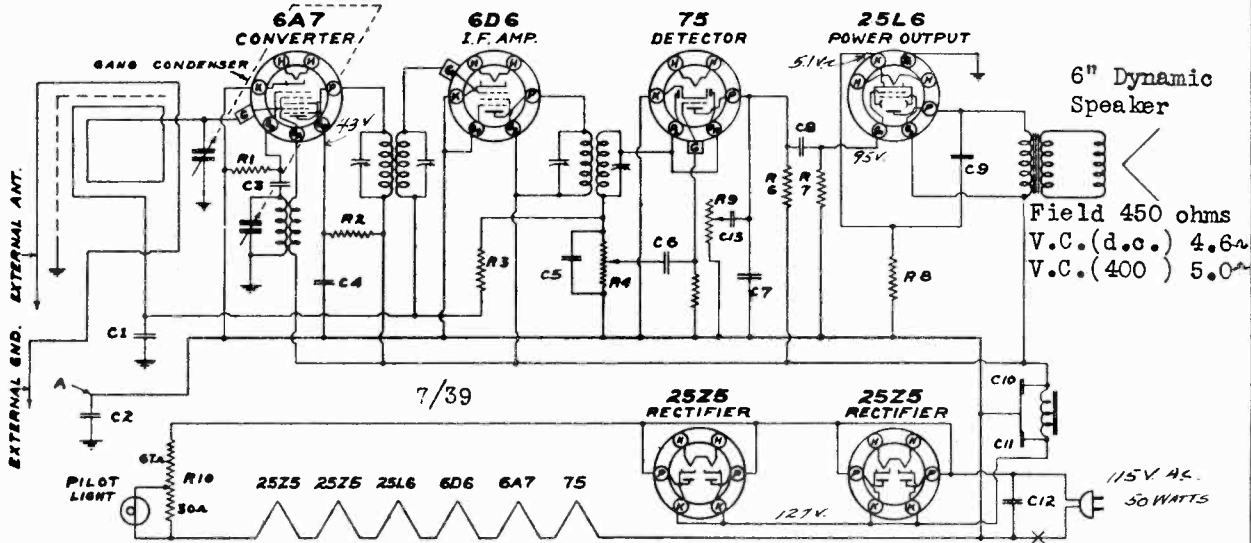 6A7
CONVERTER
6D6
I.F. AMP.
75
DETECTOR
25L6
POWER OUTPUT
GANG CONDENSER
K
H
H
P
G
43V
G
K
H
H
P
K
H
H
P
G
5.1V.
K
H
H
P
95V.
6" Dynamic
Speaker
Field 450 ohms
V.C.(d.c.) 4.6~
V.C.(400 ) 5.0~
EXTERNAL ANT.
EXTERNAL GND.
R1
C3
R2
C4
R3
C5
R4
C6
R9
C13
C7
R6
C8
R7
R8
C9
C1
A
C2
7/39
C10
C11
25Z5
RECTIFIER
25Z5
RECTIFIER
K
H
H
K
P
P
K
K
K
H
H
K
P
P
K
K
127V.
PILOT
LIGHT
67Ω
R10
30Ω
25Z5
25Z5
25L6
6D6
6A7
75
C12
115V. AC.
50 WATTS
X